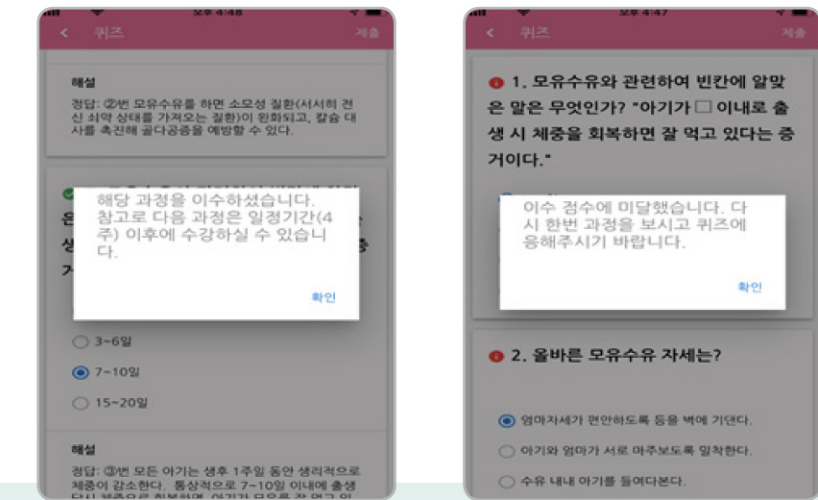 오후 4:48
퀴즈
제출
해설
정답: ②번 모유수유를 하면 소모성 질환(서서히 전
신 쇠약 상태를 가져오는 질환)이 완화되고, 칼슘 대
사를 촉진해 골다공증을 예방할 수 있다.
해당 과정을 이수하셨습니다.
참고로 다음 과정은 일정기간(4
주) 이후에 수강하실 수 있습니
다.
확인
3~6일
7~10일
15~20일
해설
정답: ③번 모든 아기는 생후 1주일 동안 생리적으로
체중이 감소한다. 통상적으로 7~10일 이내에 출생
오후 4:47
퀴즈
제출
1. 모유수유와 관련하여 빈칸에 알맞
은 말은 무엇인가? "아기가 □ 이내로 출
생 시 체중을 회복하면 잘 먹고 있다는 증
거이다."
이수 점수에 미달했습니다. 다
시 한번 과정을 보시고 퀴즈에
응해주시기 바랍니다.
확인
2. 올바른 모유수유 자세는?
엄마자세가 편안하도록 등을 벽에 기댄다.
아기와 엄마가 서로 마주보도록 밀착한다.
수유 내내 아기를 들여다본다.